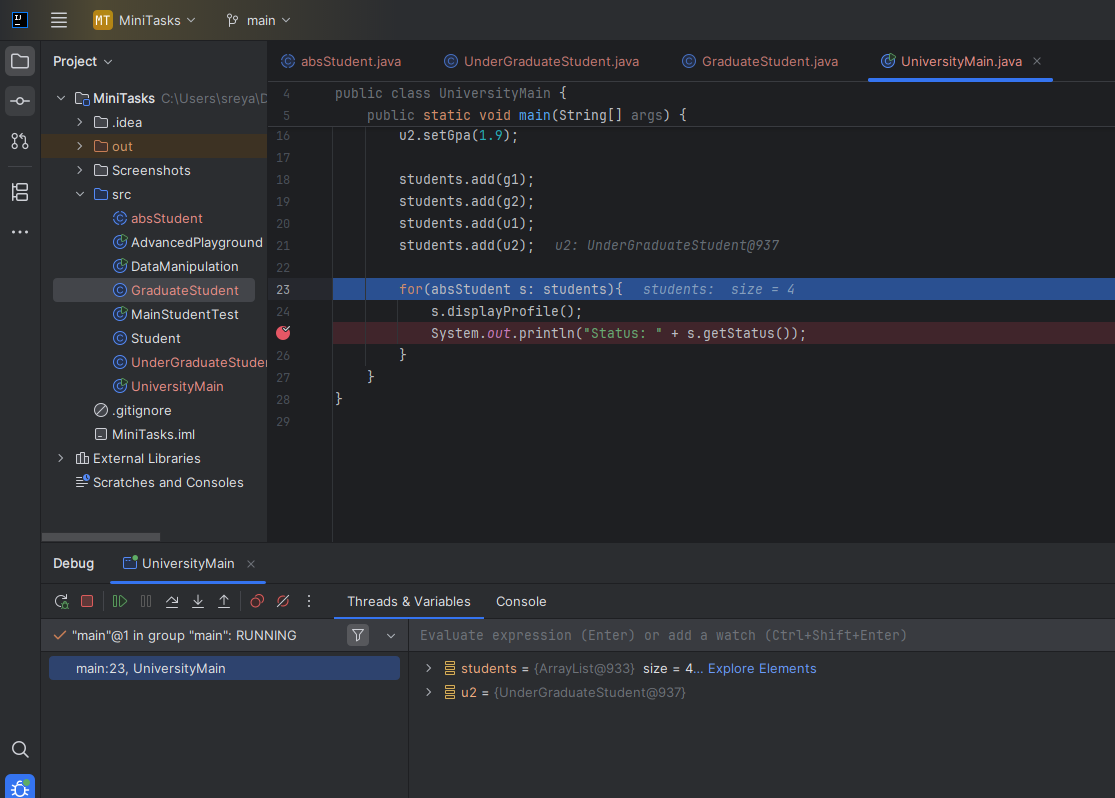 MT MiniTasks main
Project
absStudent.java UnderGraduateStudent.java GraduateStudent.java UniversityMain.java
MiniTasks C:\Users\sreya\D
.idea
out
Screenshots
src
absStudent
AdvancedPlayground
DataManipulation
GraduateStudent
MainStudentTest
Student
UnderGraduateStuden
UniversityMain
.gitignore
MiniTasks.iml
External Libraries
Scratches and Consoles
4 public class UniversityMain {
5 public static void main(String[] args) {
16 u2.setGpa(1.9);
17
18 students.add(g1);
19 students.add(g2);
20 students.add(u1);
21 students.add(u2); u2: UnderGraduateStudent@937
22
23 for(absStudent s: students){ students: size = 4
24 s.displayProfile();
System.out.println("Status: " + s.getStatus());
26 }
27 }
28 }
29
Debug UniversityMain
Threads & Variables Console
"main"@1 in group "main": RUNNING
main:23, UniversityMain
Evaluate expression (Enter) or add a watch (Ctrl+Shift+Enter)
students = {ArrayList@933} size = 4... Explore Elements
u2 = {UnderGraduateStudent@937}